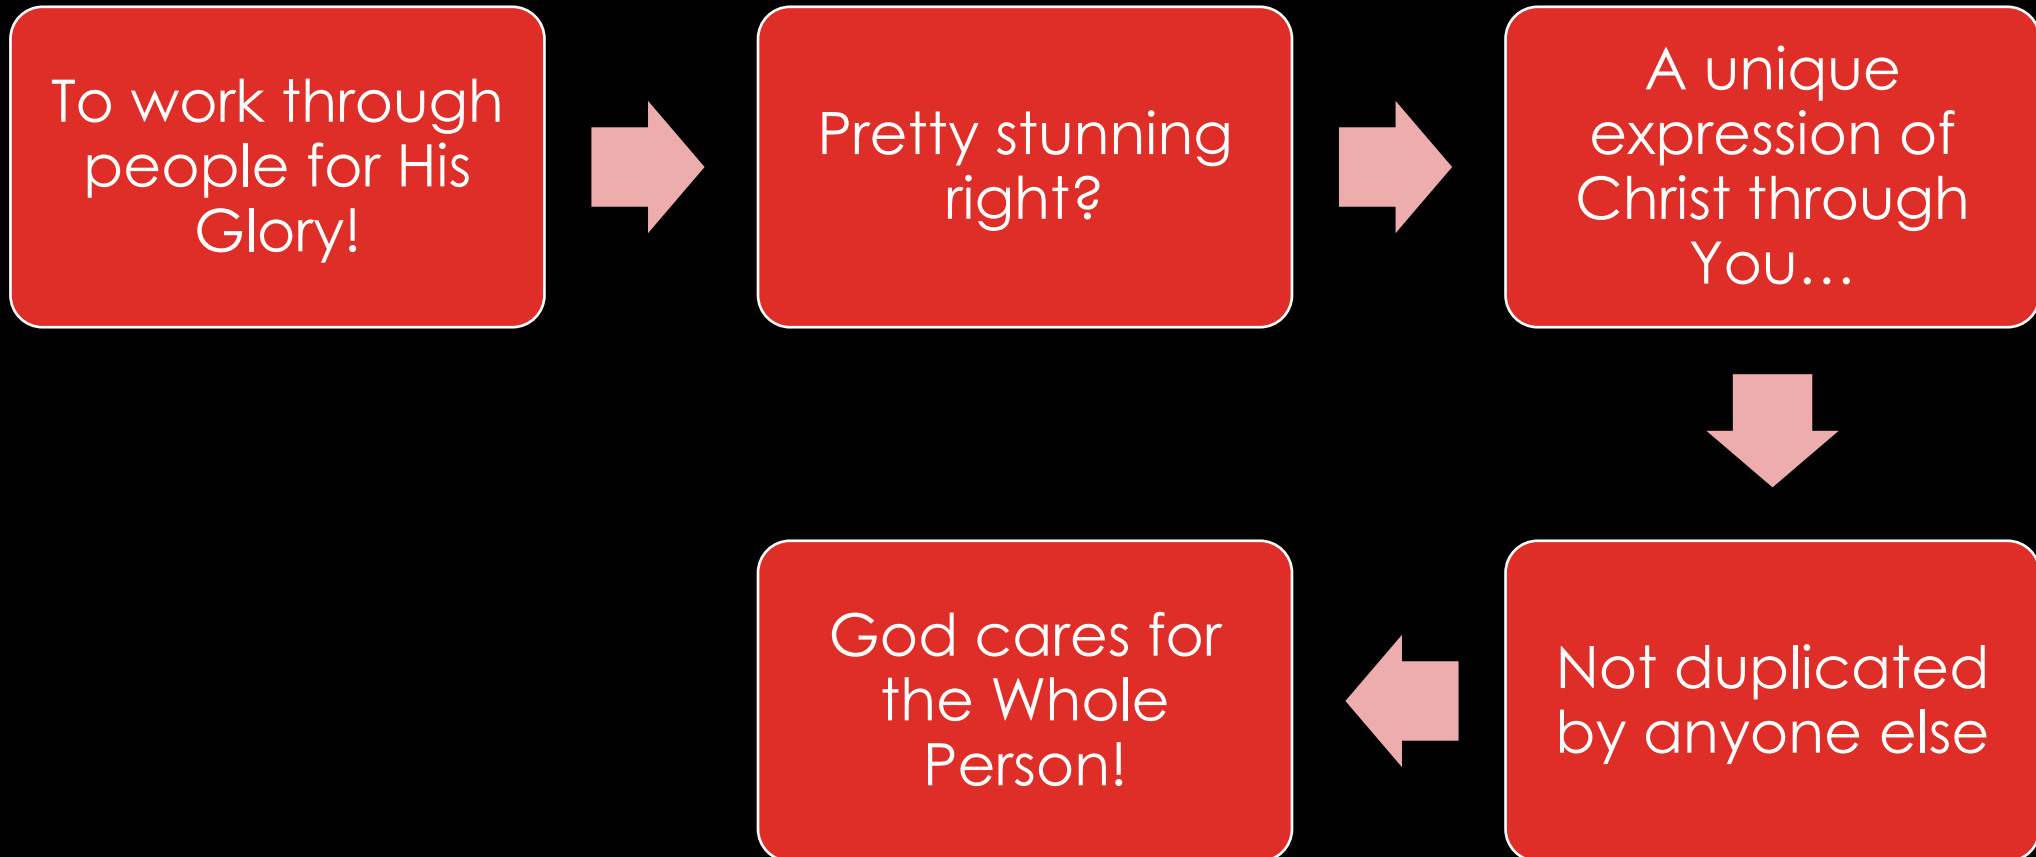 To work through
people for His
Glory!
Pretty stunning
right?
A unique
expression of
Christ through
You…
Not duplicated
by anyone else
God cares for
the Whole
Person!